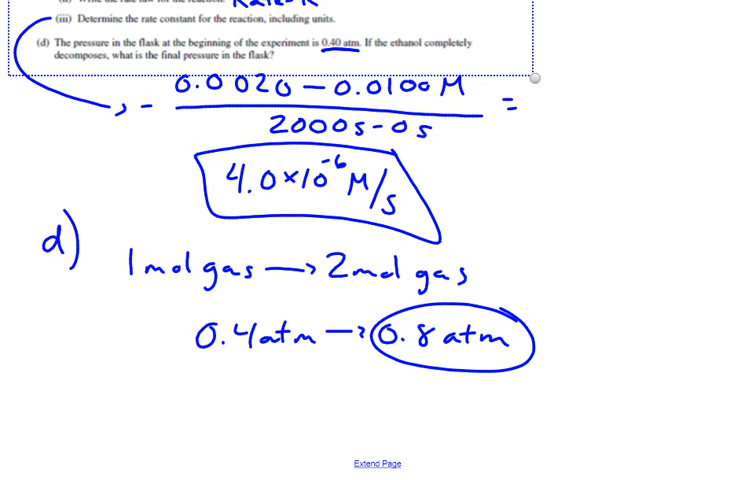 Rate = k
(iii) Determine the rate constant for the reaction, including units.
(d) The pressure in the flask at the beginning of the experiment is 0.40 atm. If the ethanol completely
decomposes, what is the final pressure in the flask?
- 0.0020 - 0.0100 M =
2000s - 0s
4.0×10⁻⁶ M/s
d)
1 mol gas → 2 mol gas
0.4 atm → 0.8 atm
Extend Page